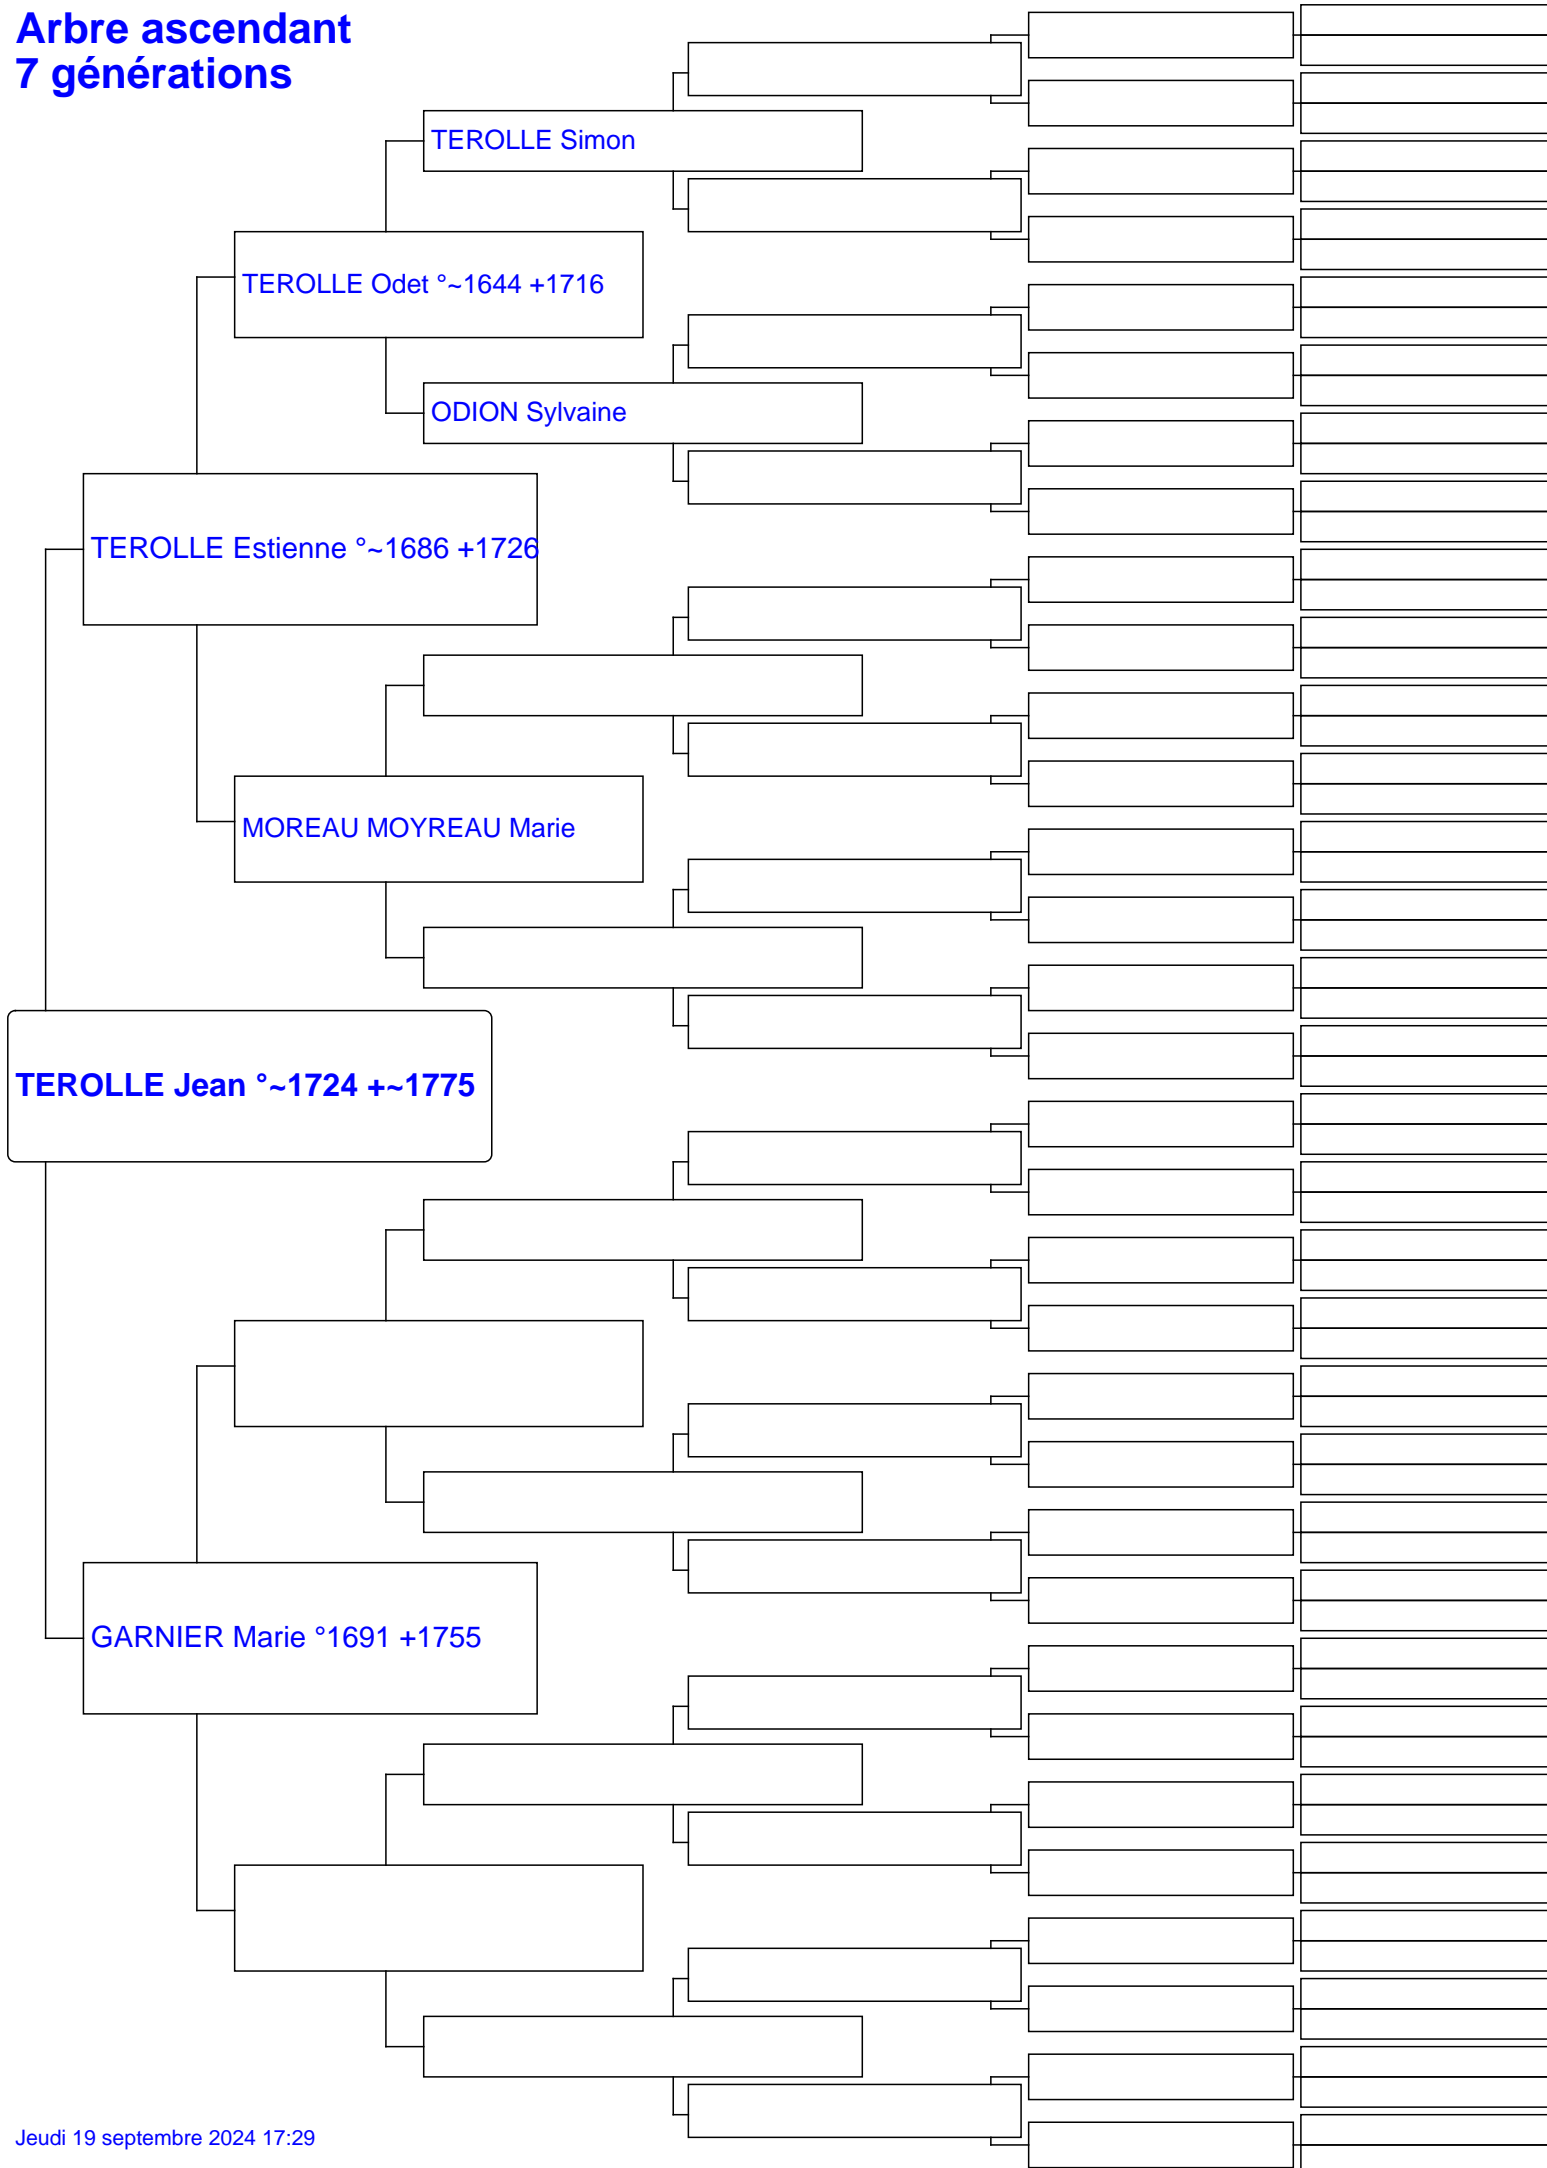 Arbre ascendant
7 générations
TEROLLE Simon
TEROLLE Odet °~1644 +1716
ODION Sylvaine
TEROLLE Estienne °~1686 +1726
MOREAU MOYREAU Marie
TEROLLE Jean °~1724 +~1775
GARNIER Marie °1691 +1755
Jeudi 19 septembre 2024 17:29